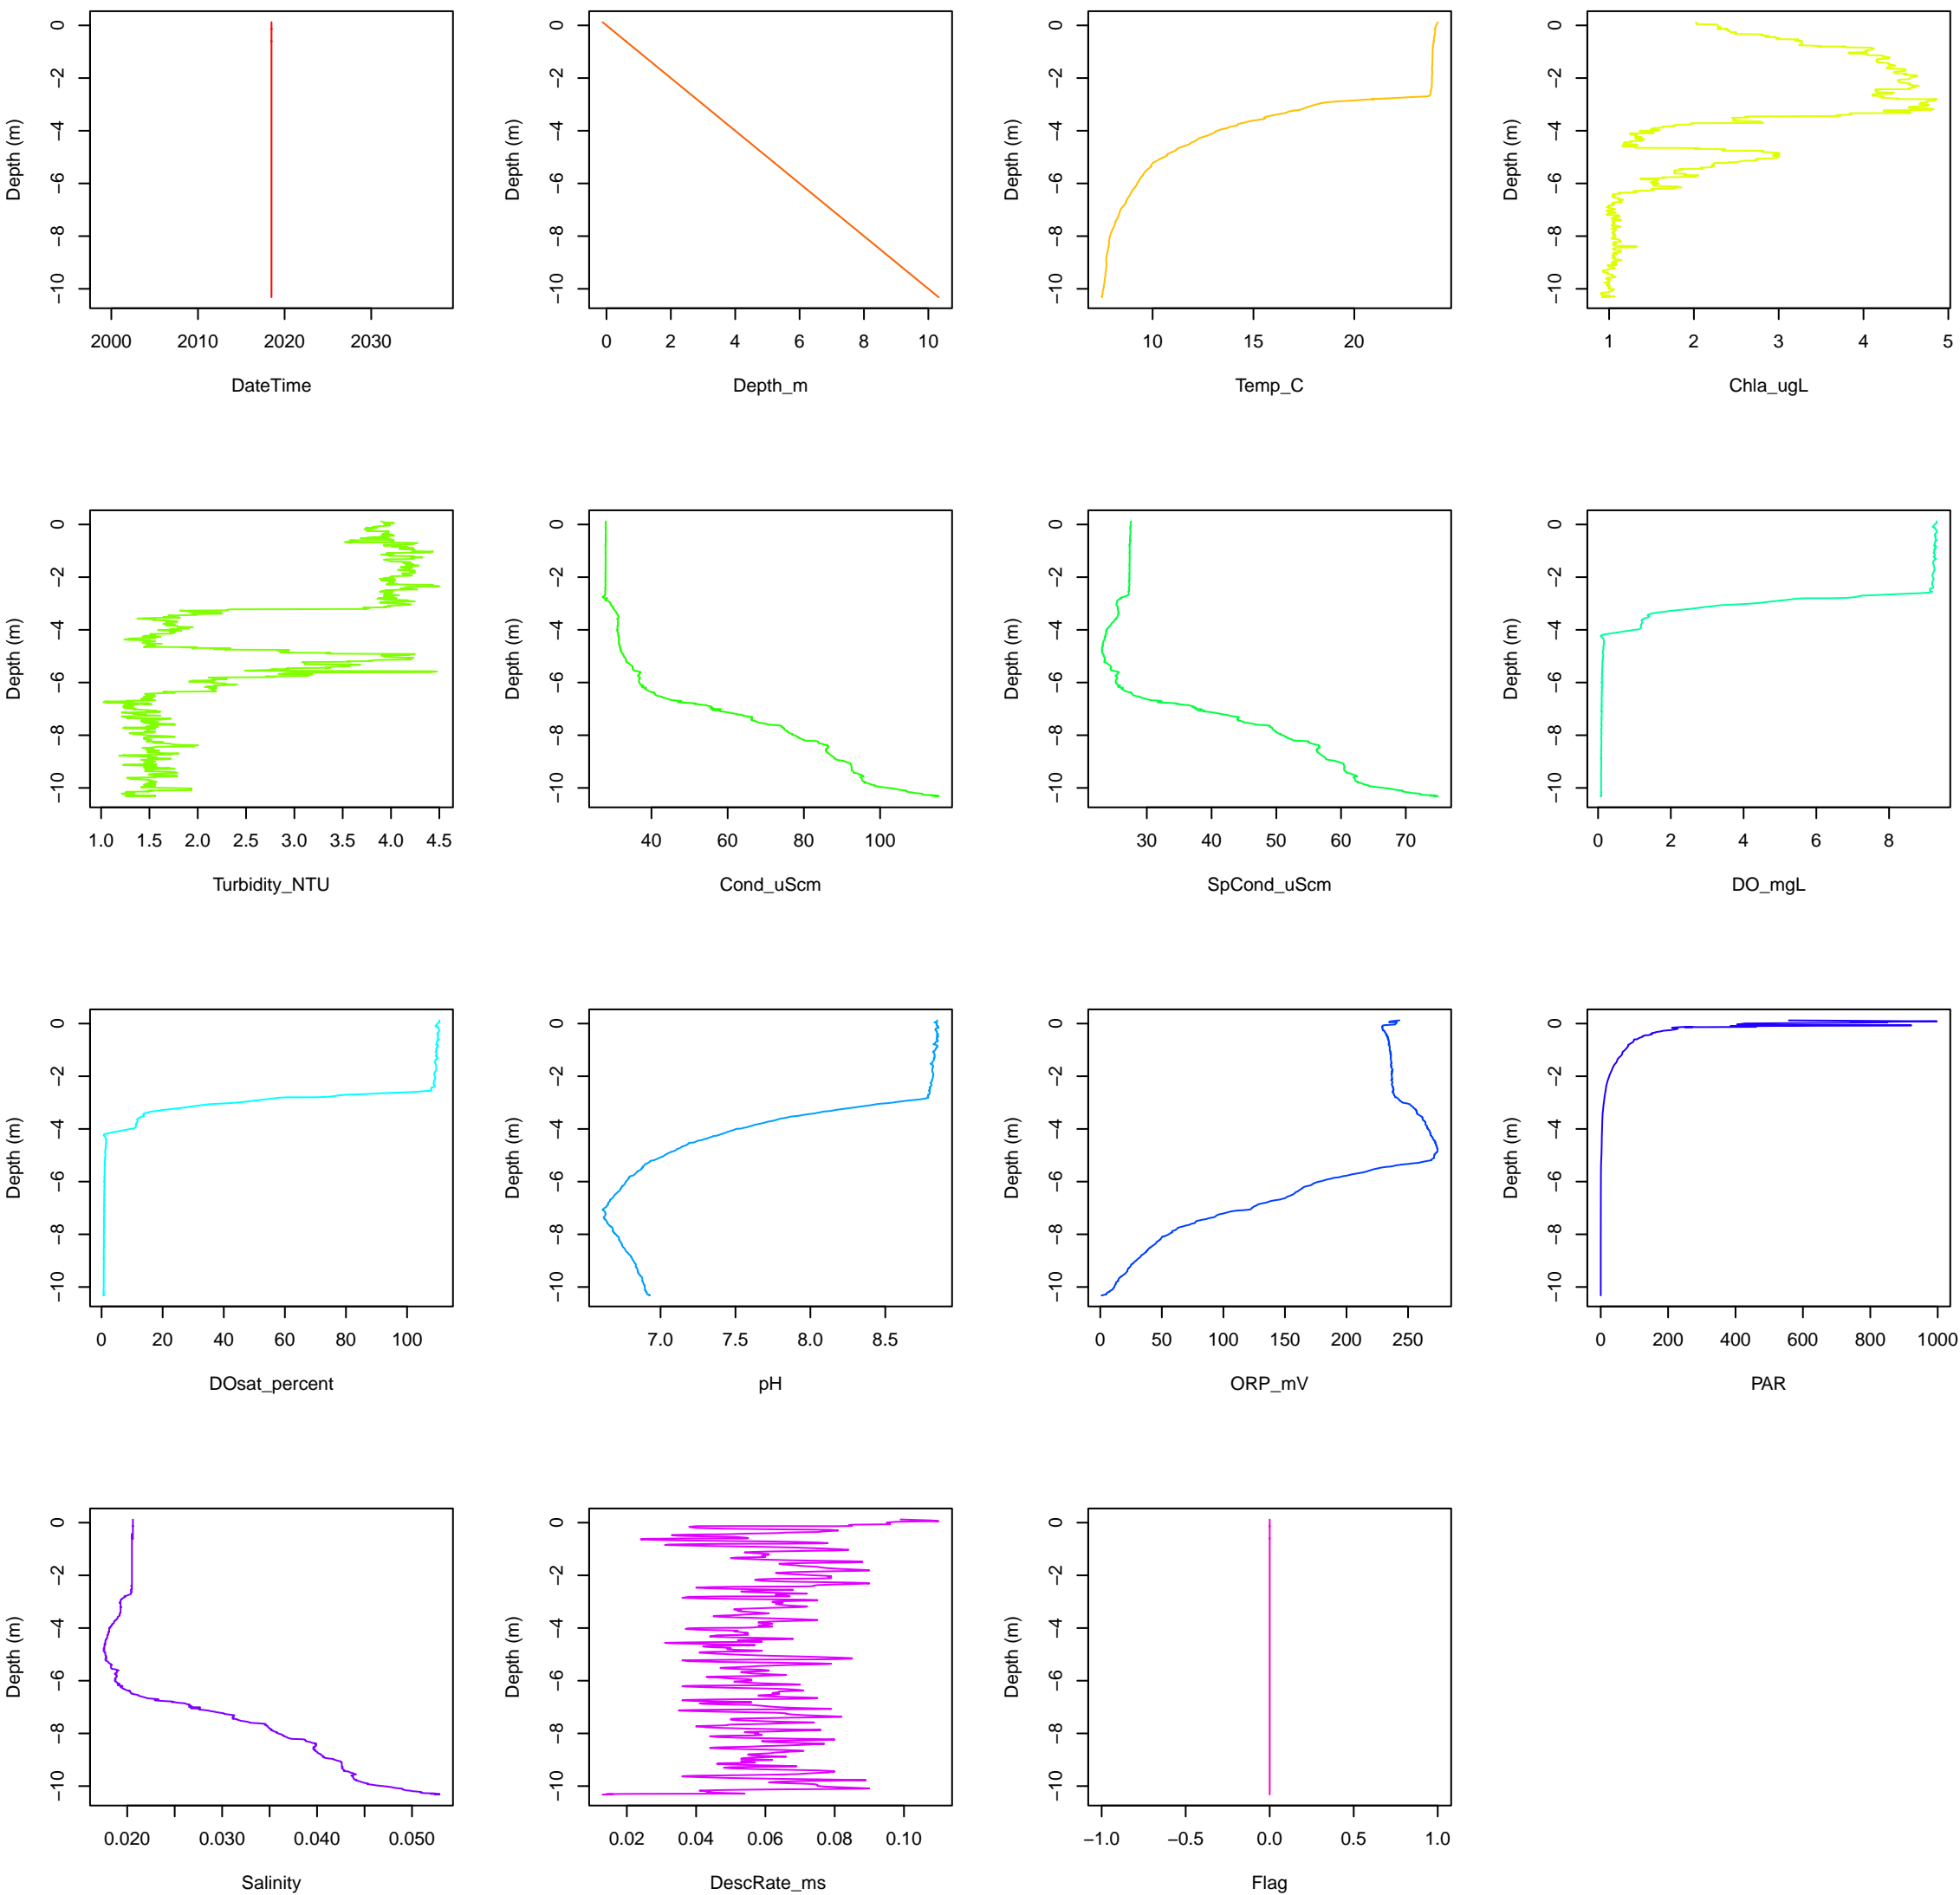 0 0 0 0
−2 −2 −2 −2
−4 −4 −4 −4
−6 −6 −6 −6
−8 −8 −8 −8
−10 −10 −10 −10
Depth (m) Depth (m) Depth (m) Depth (m)
2000 2010 2020 2030 0 2 4 6 8 10 10 15 20 1 2 3 4 5
DateTime Depth_m Temp_C Chla_ugL
0 0 0 0
−2 −2 −2 −2
−4 −4 −4 −4
−6 −6 −6 −6
−8 −8 −8 −8
−10 −10 −10 −10
Depth (m) Depth (m) Depth (m) Depth (m)
1.0 1.5 2.0 2.5 3.0 3.5 4.0 4.5 40 60 80 100 30 40 50 60 70 0 2 4 6 8
Turbidity_NTU Cond_uScm SpCond_uScm DO_mgL
0 0 0 0
−2 −2 −2 −2
−4 −4 −4 −4
−6 −6 −6 −6
−8 −8 −8 −8
−10 −10 −10 −10
Depth (m) Depth (m) Depth (m) Depth (m)
0 20 40 60 80 100 7.0 7.5 8.0 8.5 0 50 100 150 200 250 0 200 400 600 800 1000
DOsat_percent pH ORP_mV PAR
0 0 0
−2 −2 −2
−4 −4 −4
−6 −6 −6
−8 −8 −8
−10 −10 −10
Depth (m) Depth (m) Depth (m)
0.020 0.030 0.040 0.050 0.02 0.04 0.06 0.08 0.10 −1.0 −0.5 0.0 0.5 1.0
Salinity DescRate_ms Flag